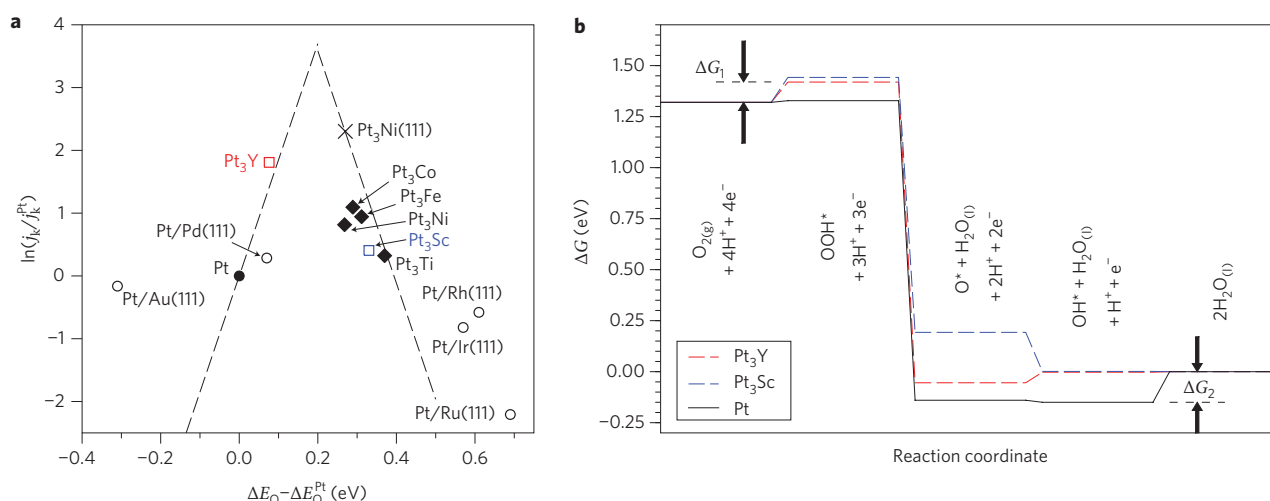 a
4
3
2
1
0
−1
−2
ln(jₖ/jₖᴾᵗ)
Pt₃Ni(111)
Pt₃Y
Pt₃Co
Pt₃Fe
Pt/Pd(111)
Pt₃Ni
Pt₃Sc
Pt
Pt₃Ti
Pt/Au(111)
Pt/Rh(111)
Pt/Ir(111)
Pt/Ru(111)
−0.4 −0.2 0.0 0.2 0.4 0.6
ΔE_O−ΔE_O^Pt (eV)
b
1.50
1.25
1.00
0.75
0.50
0.25
0.00
−0.25
ΔG (eV)
ΔG₁
O₂₍g₎
+ 4H⁺ + 4e⁻
OOH*
+ 3H⁺ + 3e⁻
O* + H₂O₍l₎
+ 2H⁺ + 2e⁻
OH* + H₂O₍l₎
+ H⁺ + e⁻
2H₂O₍l₎
Pt₃Y
Pt₃Sc
Pt
ΔG₂
Reaction coordinate